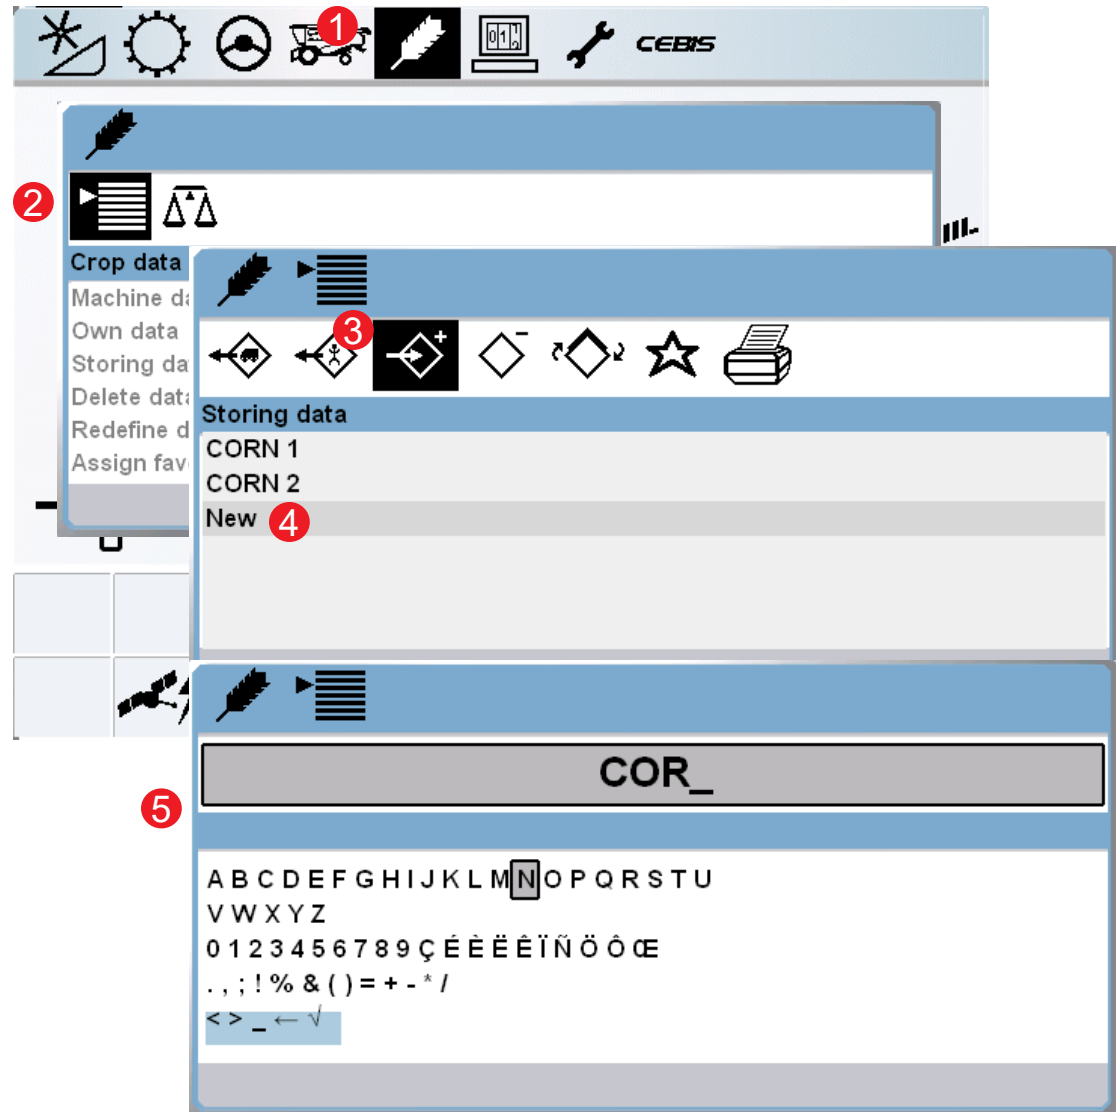 1
CEBIS
2
Crop data
Machine da
Own data
Storing da
Delete data
Redefine d
Assign fav
3
Storing data
CORN 1
CORN 2
New 4
COR_
5
A B C D E F G H I J K L M N O P Q R S T U
V W X Y Z
0 1 2 3 4 5 6 7 8 9 Ç É È Ë Ê Ï Ñ Ö Ô Œ
. , ; ! % & ( ) = + - * /
< > _ ← √